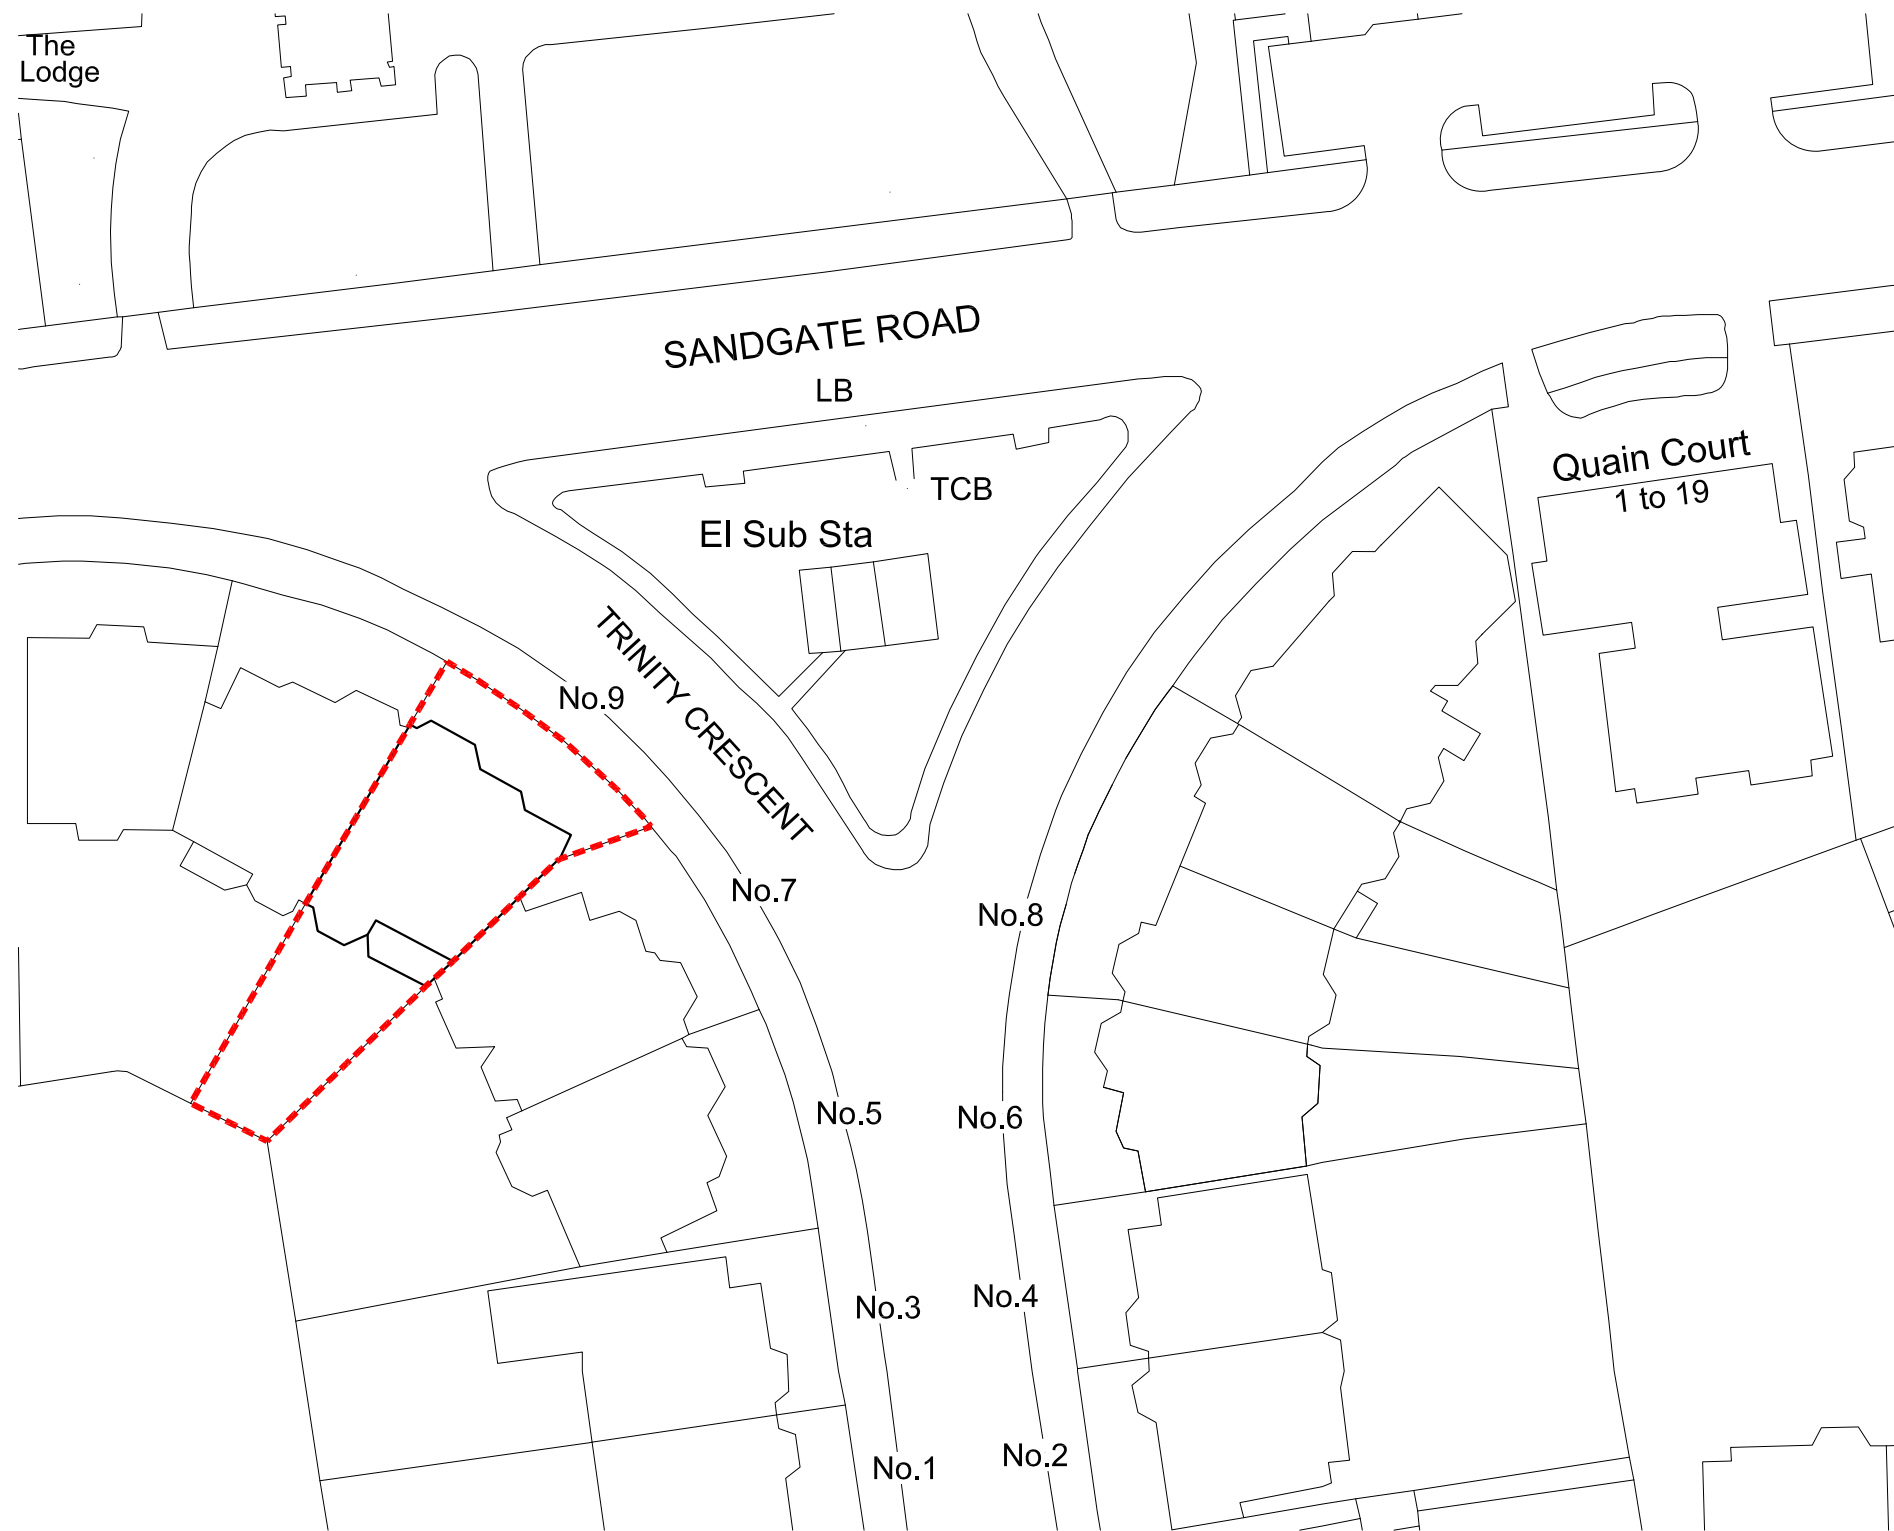 The
Lodge
SANDGATE ROAD
LB
TCB
El Sub Sta
Quain Court
1 to 19
TRINITY CRESCENT
No.9
No.7
No.8
No.5
No.6
No.3
No.4
No.1
No.2